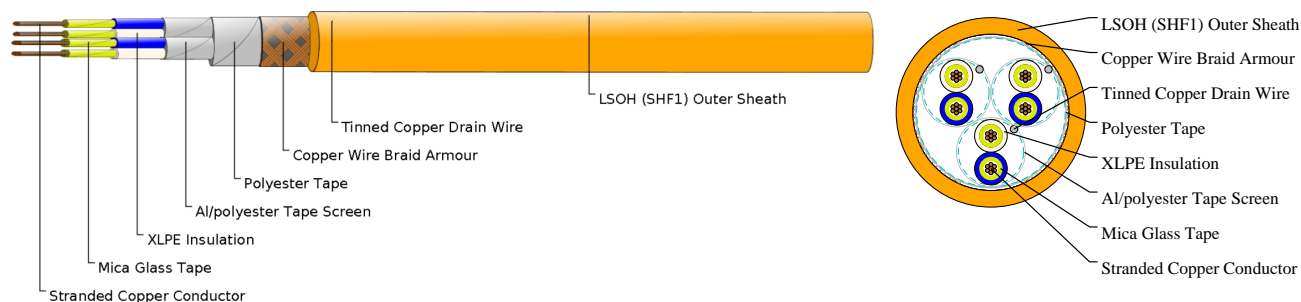 LSOH (SHF1) Outer Sheath
Tinned Copper Drain Wire
Copper Wire Braid Armour
Polyester Tape
Al/polyester Tape Screen
XLPE Insulation
Mica Glass Tape
Stranded Copper Conductor
LSOH (SHF1) Outer Sheath
Copper Wire Braid Armour
Tinned Copper Drain Wire
Polyester Tape
XLPE Insulation
Al/polyester Tape Screen
Mica Glass Tape
Stranded Copper Conductor